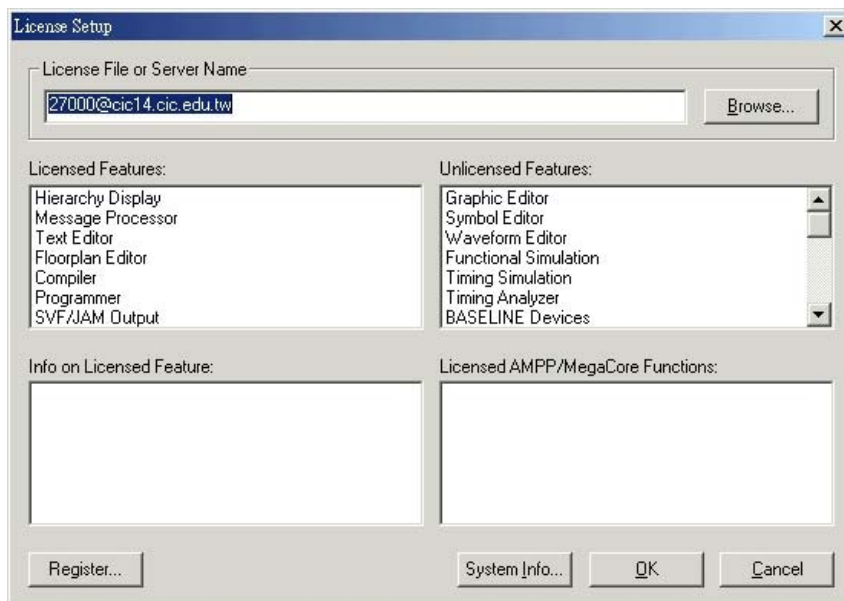 License Setup
License File or Server Name
27000@cic14.cic.edu.tw
Browse...
Licensed Features:
Hierarchy Display
Message Processor
Text Editor
Floorplan Editor
Compiler
Programmer
SVF/JAM Output
Unlicensed Features:
Graphic Editor
Symbol Editor
Waveform Editor
Functional Simulation
Timing Simulation
Timing Analyzer
BASELINE Devices
Info on Licensed Feature:
Licensed AMPP/MegaCore Functions:
Register...
System Info...
OK
Cancel